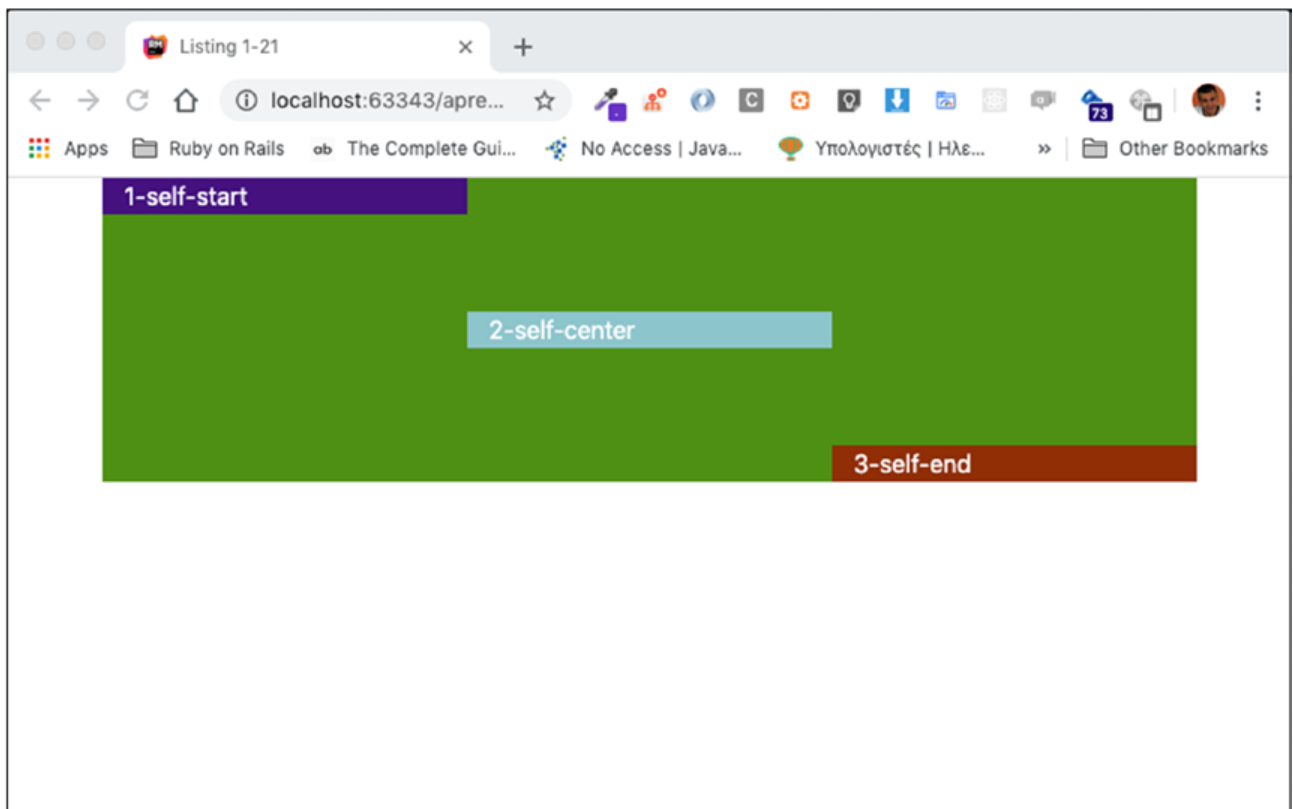 Listing 1-21
localhost:63343/apre...
73
Apps Ruby on Rails ab The Complete Gui... No Access | Java... Υπολογιστές | Ηλε... » Other Bookmarks
1-self-start
2-self-center
3-self-end